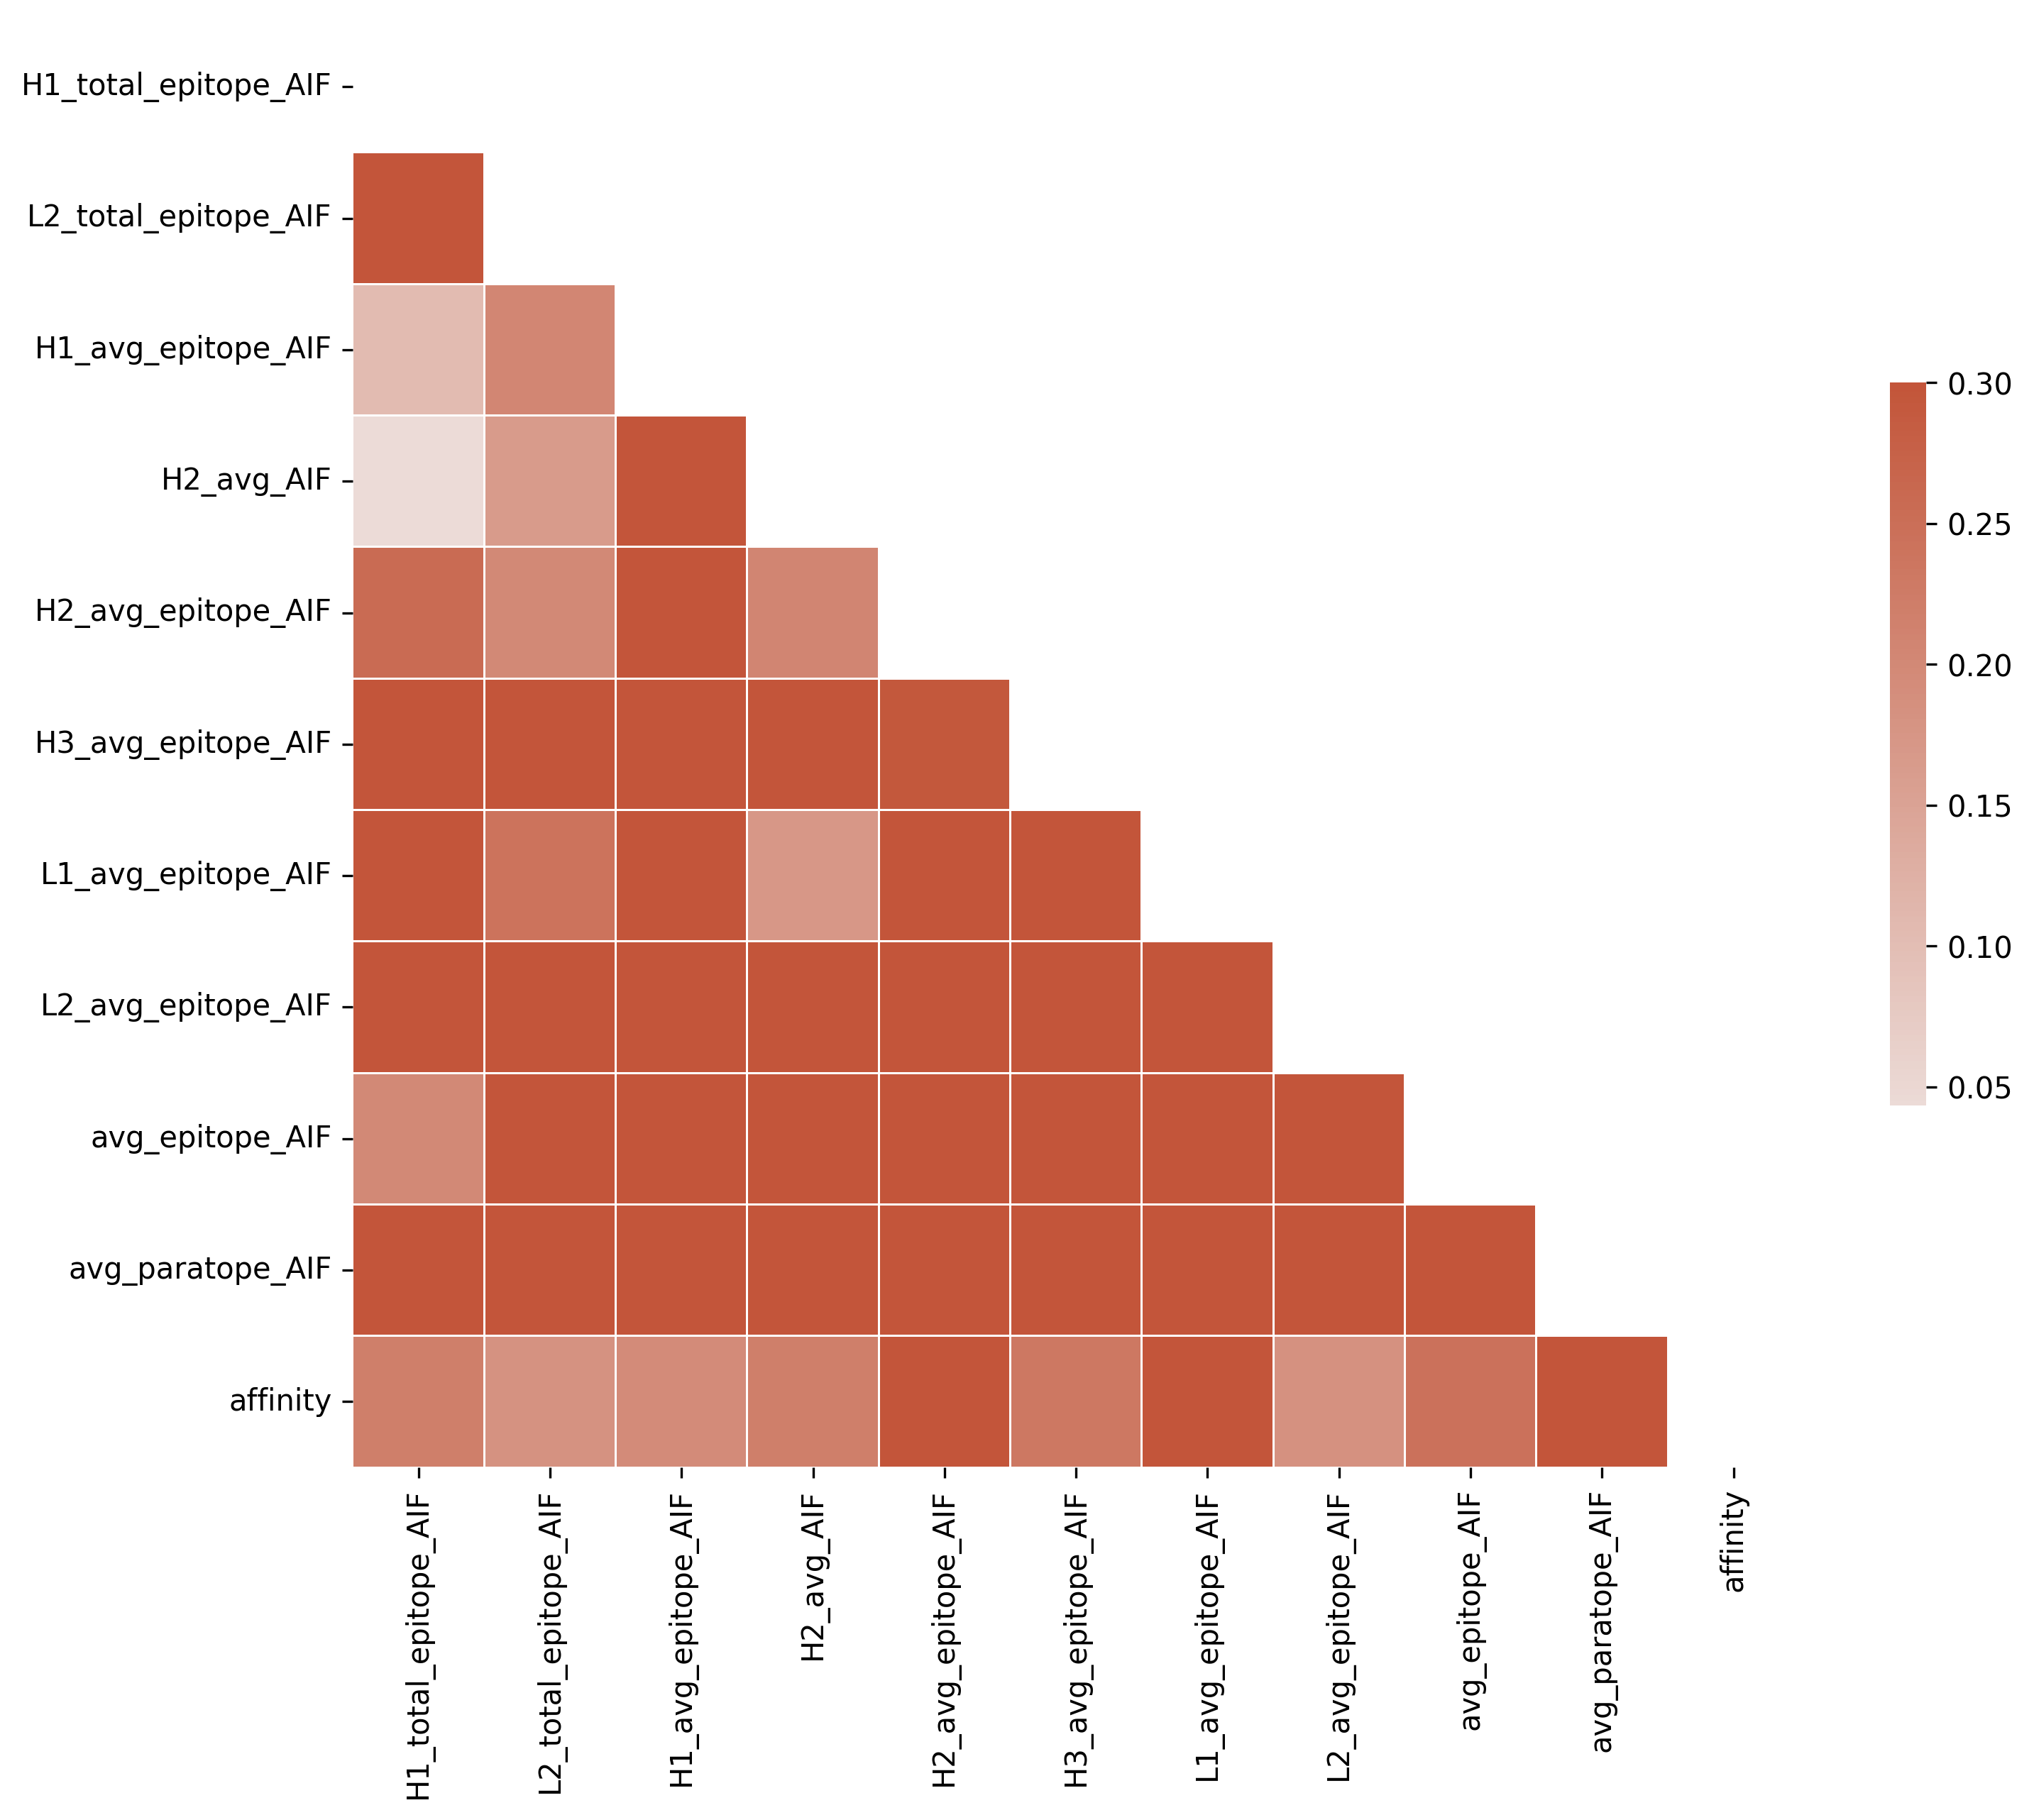 H1_total_epitope_AIF
L2_total_epitope_AIF
H1_avg_epitope_AIF
H2_avg_AIF
H2_avg_epitope_AIF
H3_avg_epitope_AIF
L1_avg_epitope_AIF
L2_avg_epitope_AIF
avg_epitope_AIF
avg_paratope_AIF
affinity
H1_total_epitope_AIF
L2_total_epitope_AIF
H1_avg_epitope_AIF
H2_avg_AIF
H2_avg_epitope_AIF
H3_avg_epitope_AIF
L1_avg_epitope_AIF
L2_avg_epitope_AIF
avg_epitope_AIF
avg_paratope_AIF
affinity
0.30
0.25
0.20
0.15
0.10
0.05